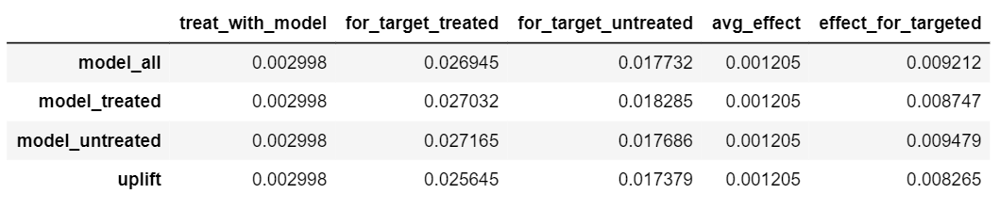 treat_with_model for_target_treated for_target_untreated avg_effect effect_for_targeted
model_all 0.002998 0.026945 0.017732 0.001205 0.009212
model_treated 0.002998 0.027032 0.018285 0.001205 0.008747
model_untreated 0.002998 0.027165 0.017686 0.001205 0.009479
uplift 0.002998 0.025645 0.017379 0.001205 0.008265